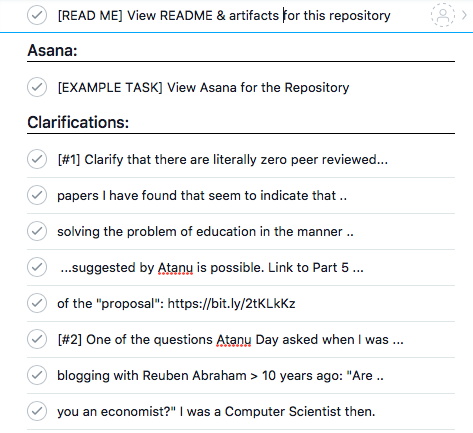 [READ ME] View README & artifacts for this repository
Asana:
[EXAMPLE TASK] View Asana for the Repository
Clarifications:
[#1] Clarify that there are literally zero peer reviewed...
papers I have found that seem to indicate that ..
solving the problem of education in the manner ..
...suggested by Atanu is possible. Link to Part 5 ...
of the "proposal": https://bit.ly/2tKLkKz
[#2] One of the questions Atanu Day asked when I was ...
blogging with Reuben Abraham > 10 years ago: "Are ..
you an economist?" I was a Computer Scientist then.